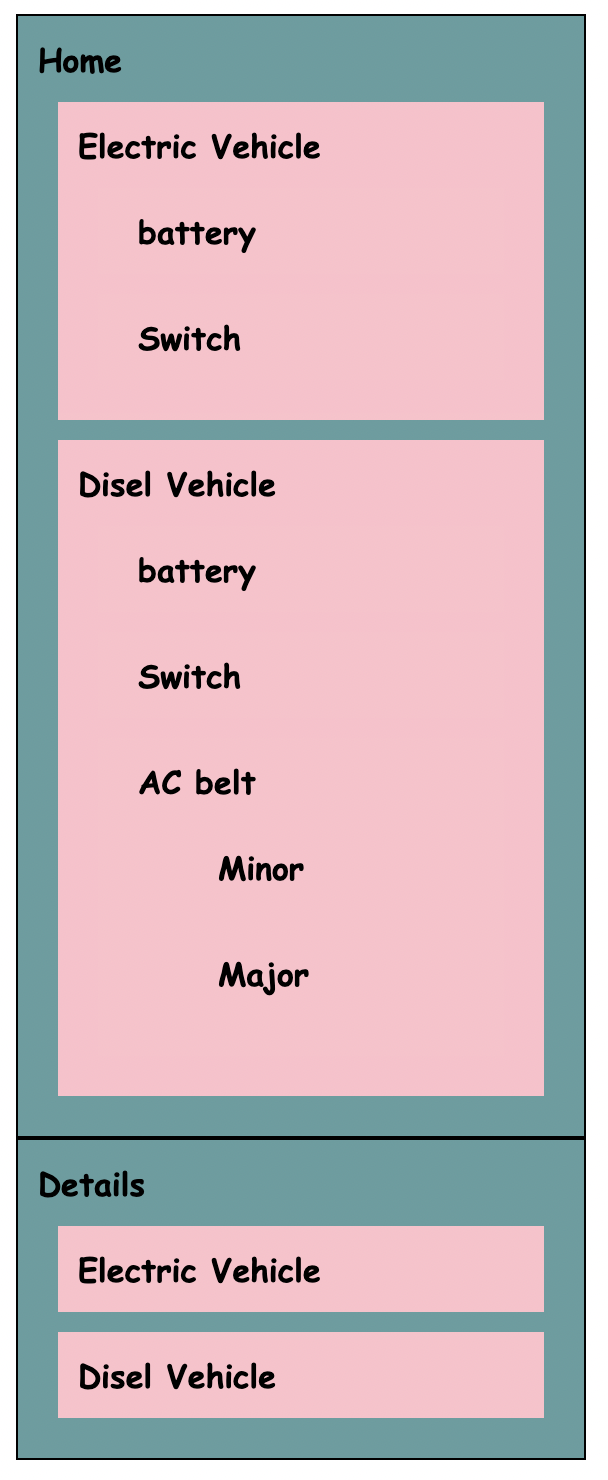 Home
Electric Vehicle
battery
Switch
Disel Vehicle
battery
Switch
AC belt
Minor
Major
Details
Electric Vehicle
Disel Vehicle